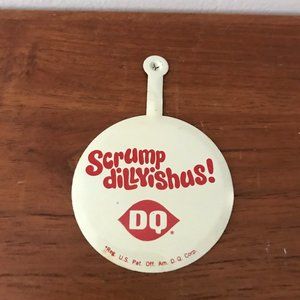 Scrump
dillyishus!
DQ®
*Reg. U.S. Pat. Off. Am. D.Q. Corp.